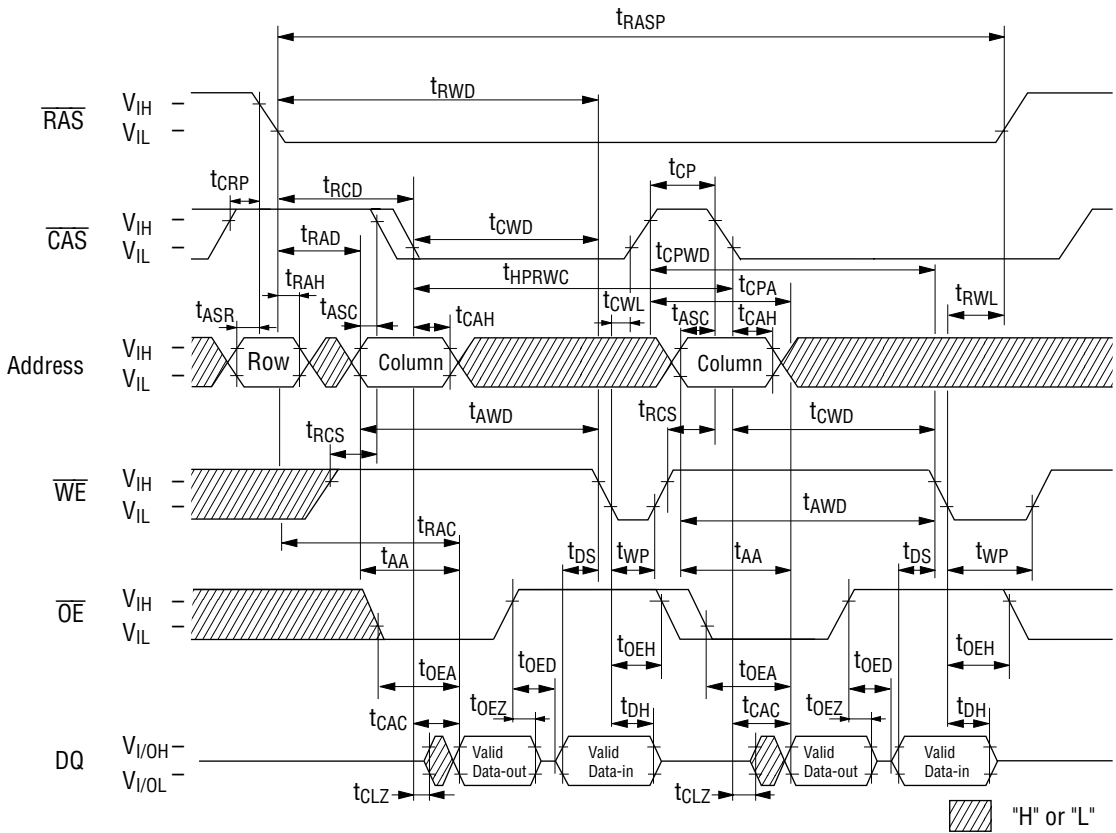 tRASP
tRWD
RAS
VIH
VIL
tCRP
tRCD
tCP
CAS
VIH
VIL
tCWD
tCPWD
tRAD
tHPRWC
tCPA
tRAH
tASR
tASC
tCAH
tCWL
tASC
tCAH
tRWL
Address
VIH
VIL
Row
Column
Column
tRCS
tAWD
tRCS
tCWD
WE
VIH
VIL
tRAC
tAWD
tAA
tDS
tWP
tAA
tDS
tWP
OE
VIH
VIL
tOEA
tOED
tOEH
tOEA
tOED
tOEH
tCAC
tOEZ
tDH
tCAC
tOEZ
tDH
DQ
VI/OH
VI/OL
Valid
Data-out
Valid
Data-in
Valid
Data-out
Valid
Data-in
tCLZ
tCLZ
"H" or "L"